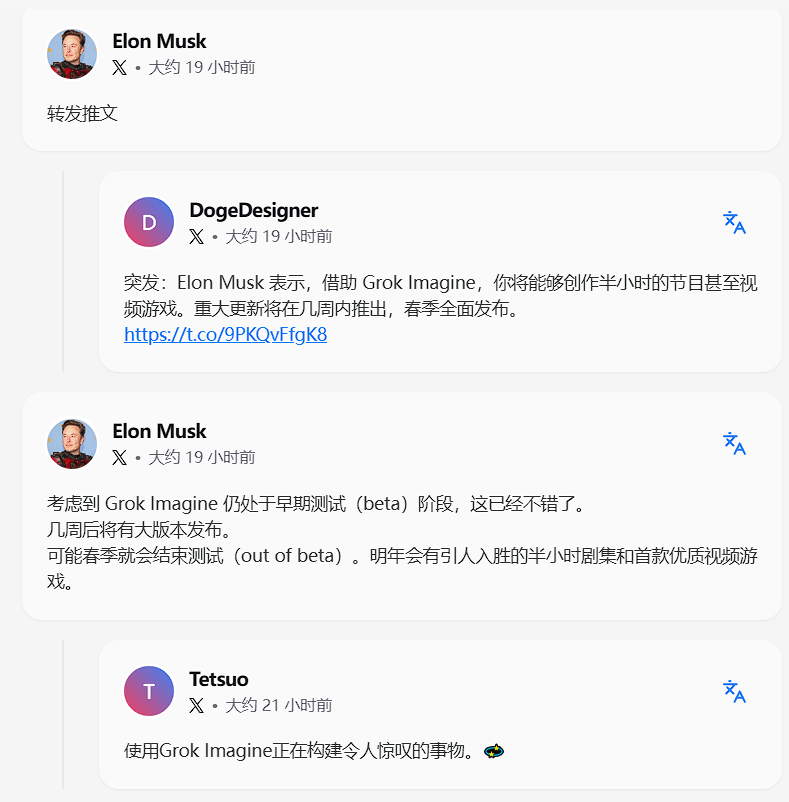 Elon Musk
X • 大约 19 小时前
转发推文
D
DogeDesigner
X • 大约 19 小时前
突发：Elon Musk 表示，借助 Grok Imagine，你将能够创作半小时的节目甚至视
频游戏。重大更新将在几周内推出，春季全面发布。
https://t.co/9PKQvFfgK8
Elon Musk
X • 大约 19 小时前
考虑到 Grok Imagine 仍处于早期测试（beta）阶段，这已经不错了。
几周后将有大版本发布。
可能春季就会结束测试（out of beta）。明年会有引人入胜的半小时剧集和首款优质视频游
戏。
T
Tetsuo
X • 大约 21 小时前
使用Grok Imagine正在构建令人惊叹的事物。💫